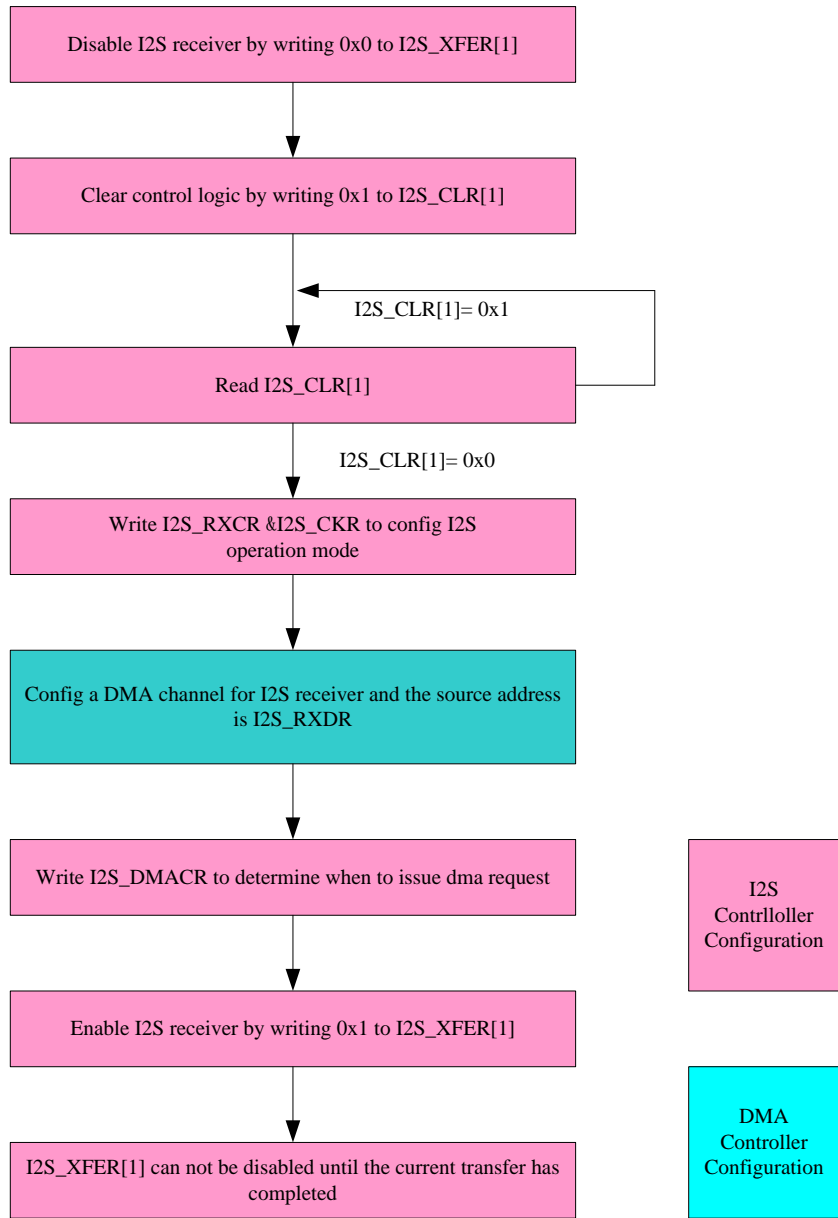 Disable I2S receiver by writing 0x0 to I2S_XFER[1]
Clear control logic by writing 0x1 to I2S_CLR[1]
I2S_CLR[1]= 0x1
Read I2S_CLR[1]
I2S_CLR[1]= 0x0
Write I2S_RXCR &I2S_CKR to config I2S
operation mode
Config a DMA channel for I2S receiver and the source address
is I2S_RXDR
Write I2S_DMACR to determine when to issue dma request
I2S
Contrlloller
Configuration
Enable I2S receiver by writing 0x1 to I2S_XFER[1]
I2S_XFER[1] can not be disabled until the current transfer has
completed
DMA
Controller
Configuration